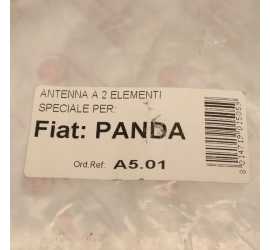 ANTENNA A 2 ELEMENTI
SPECIALE PER:
Fiat: PANDA
Ord.Ref: A5.01